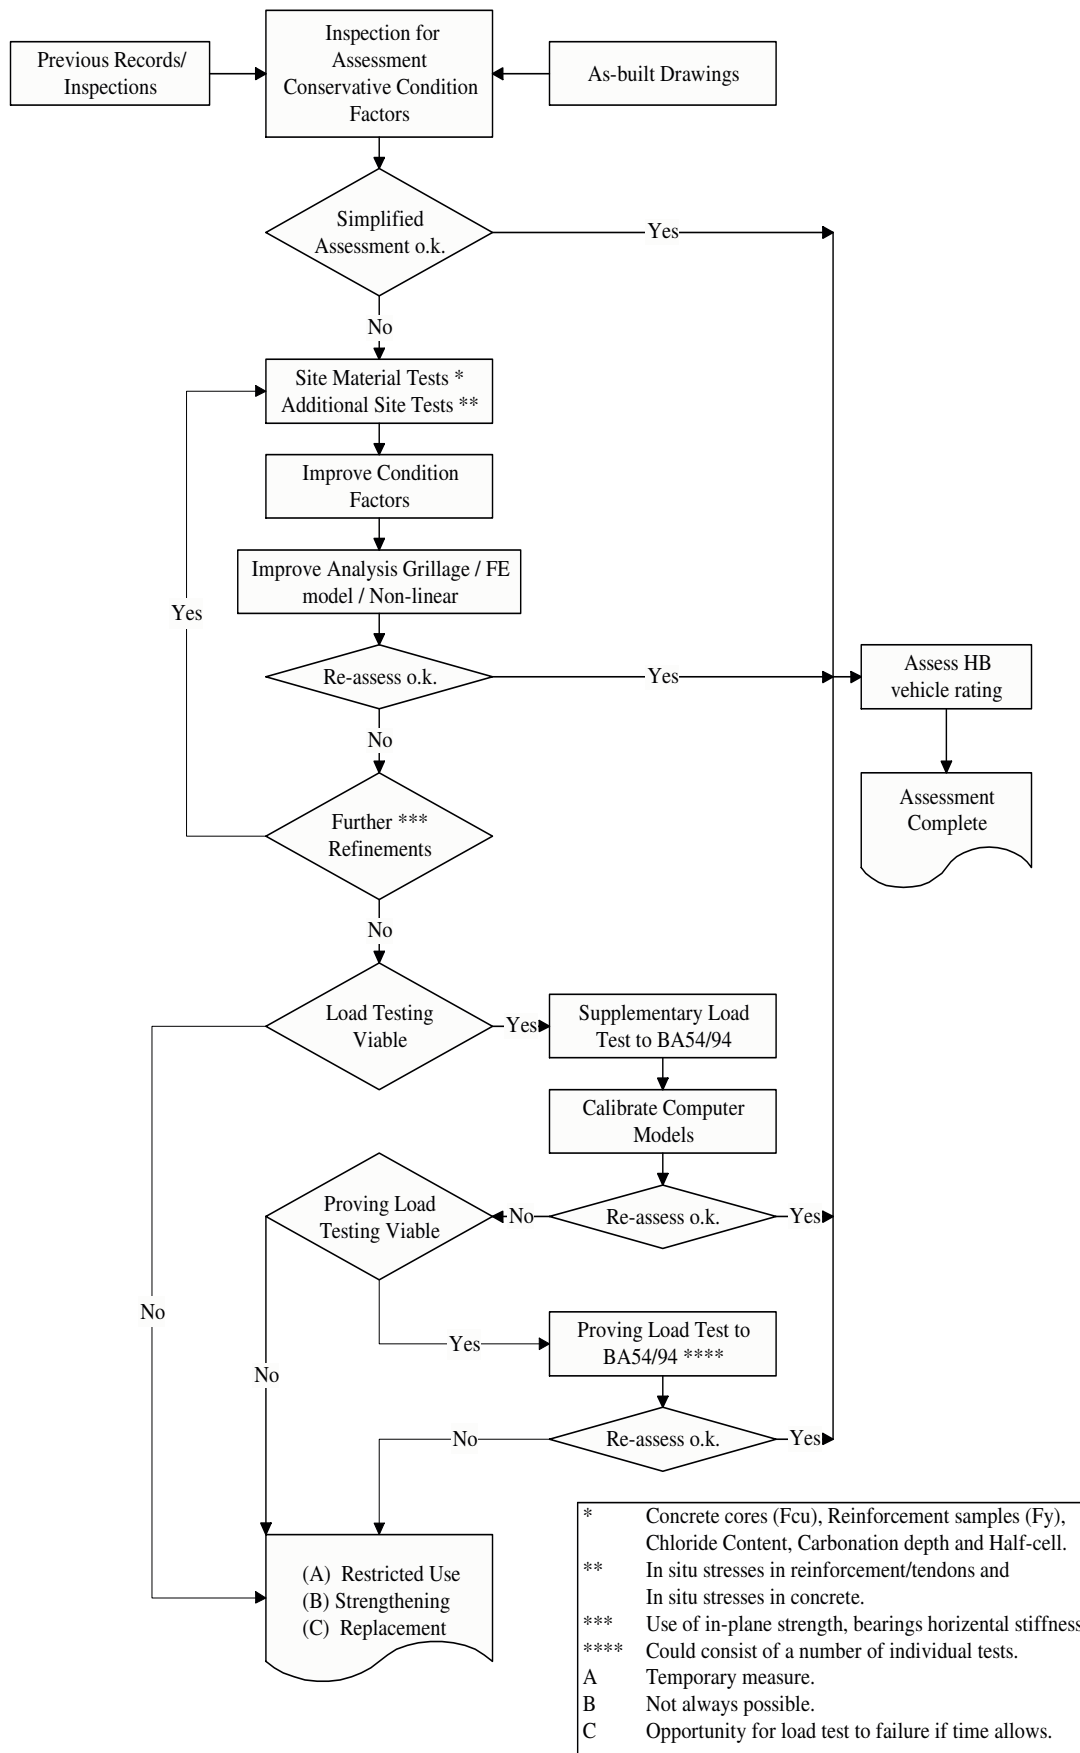 Previous Records/
Inspections
Inspection for
Assessment
Conservative Condition
Factors
As-built Drawings
Simplified
Assessment o.k.
Yes
No
Site Material Tests *
Additional Site Tests **
Improve Condition
Factors
Improve Analysis Grillage / FE
model / Non-linear
Yes
Re-assess o.k.
Yes
Assess HB
vehicle rating
No
Assessment
Complete
Further ***
Refinements
No
Load Testing
Viable
Yes
Supplementary Load
Test to BA54/94
Calibrate Computer
Models
Proving Load
Testing Viable
No
Re-assess o.k.
Yes
No
Yes
Proving Load Test to
BA54/94 ****
No
No
Re-assess o.k.
Yes
(A) Restricted Use
(B) Strengthening
(C) Replacement
* Concrete cores (Fcu), Reinforcement samples (Fy),
Chloride Content, Carbonation depth and Half-cell.
** In situ stresses in reinforcement/tendons and
In situ stresses in concrete.
*** Use of in-plane strength, bearings horizental stiffness
**** Could consist of a number of individual tests.
A Temporary measure.
B Not always possible.
C Opportunity for load test to failure if time allows.